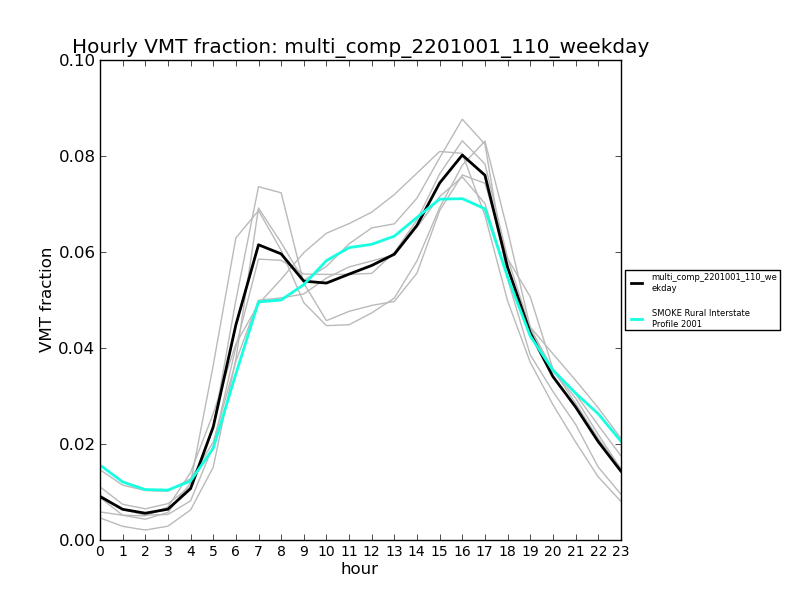 Hourly VMT fraction: multi_comp_2201001_110_weekday
0.10
0.08
0.06
0.04
0.02
0.00
VMT fraction
0 1 2 3 4 5 6 7 8 9 10 11 12 13 14 15 16 17 18 19 20 21 22 23
hour
multi_comp_2201001_110_we
ekday
SMOKE Rural Interstate
Profile 2001